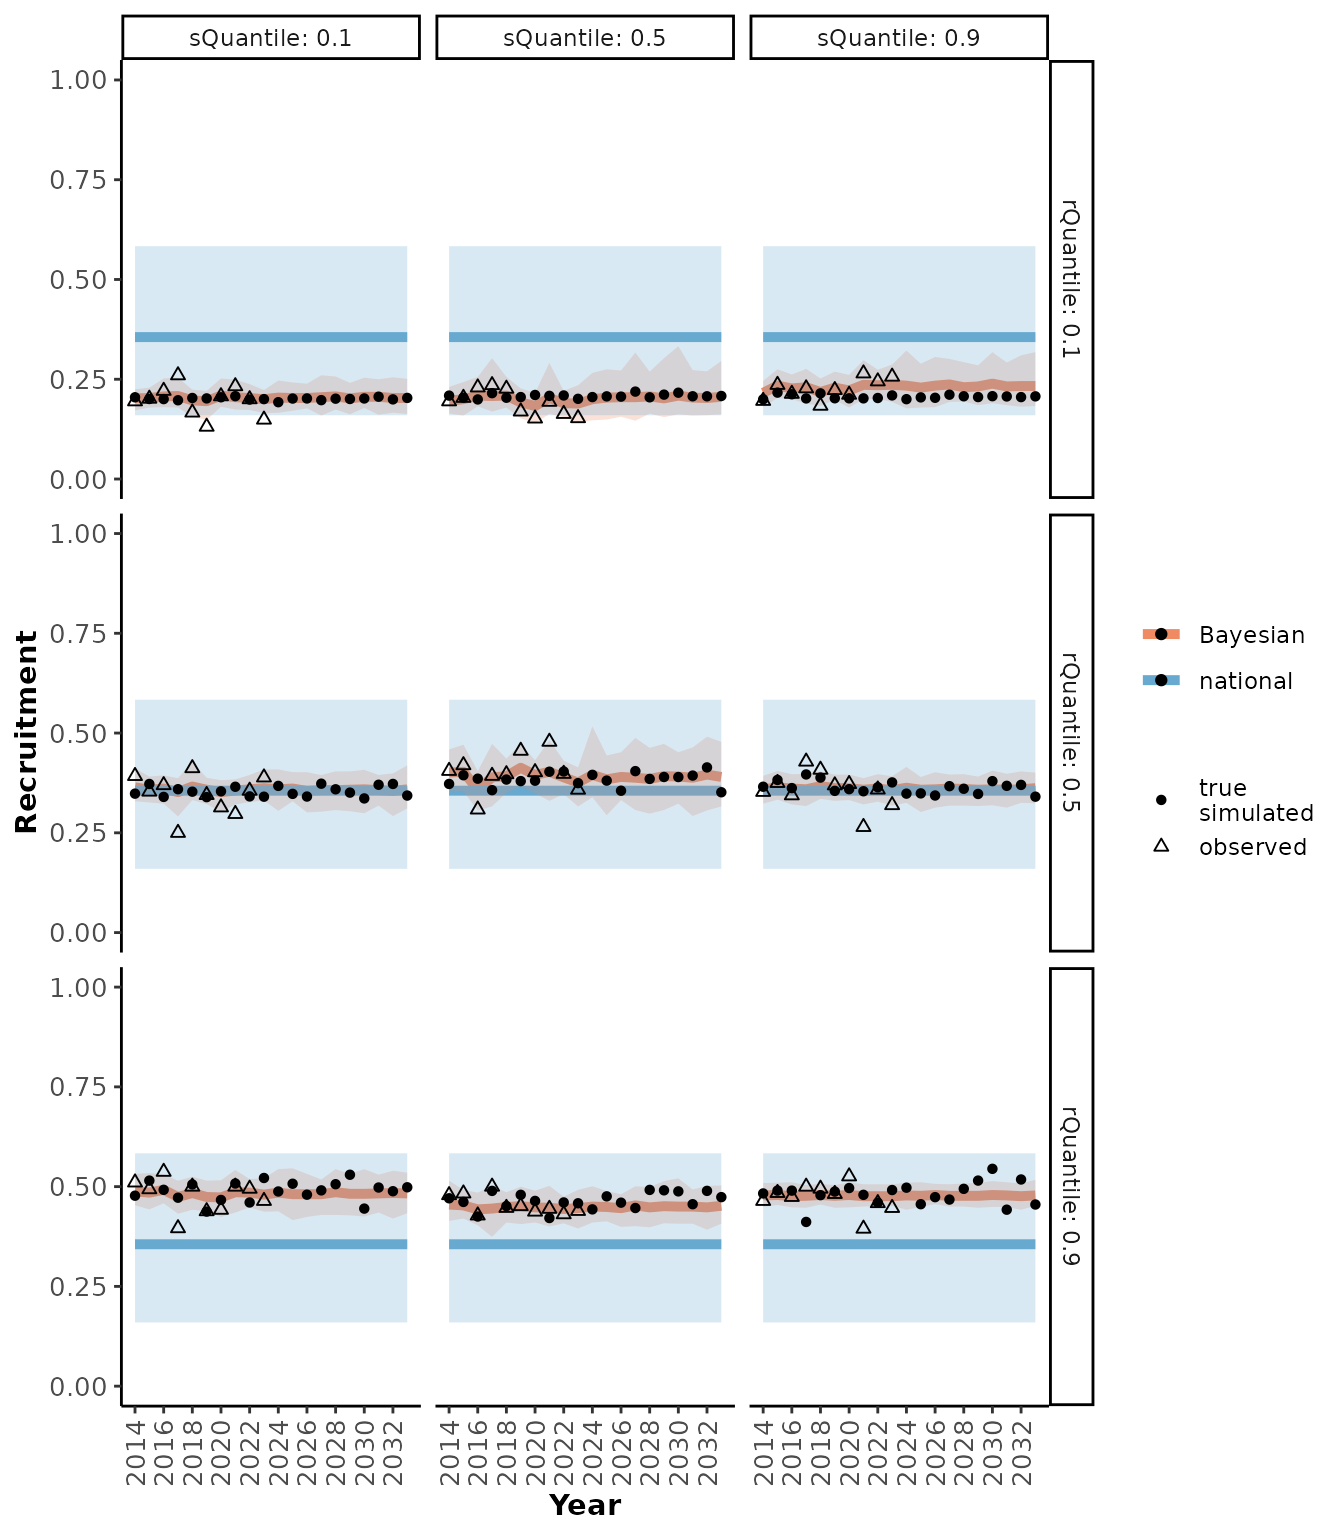 sQuantile: 0.1
sQuantile: 0.5
sQuantile: 0.9
1.00
0.75
0.50
0.25
0.00
rQuantile: 0.1
1.00
0.75
0.50
0.25
0.00
rQuantile: 0.5
1.00
0.75
0.50
0.25
0.00
rQuantile: 0.9
Recruitment
2014 2016 2018 2020 2022 2024 2026 2028 2030 2032
2014 2016 2018 2020 2022 2024 2026 2028 2030 2032
2014 2016 2018 2020 2022 2024 2026 2028 2030 2032
Year
Bayesian
national
true
simulated
observed